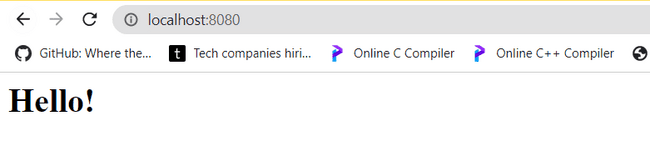 localhost:8080
GitHub: Where the... t Tech companies hiri... Online C Compiler Online C++ Compiler
Hello!